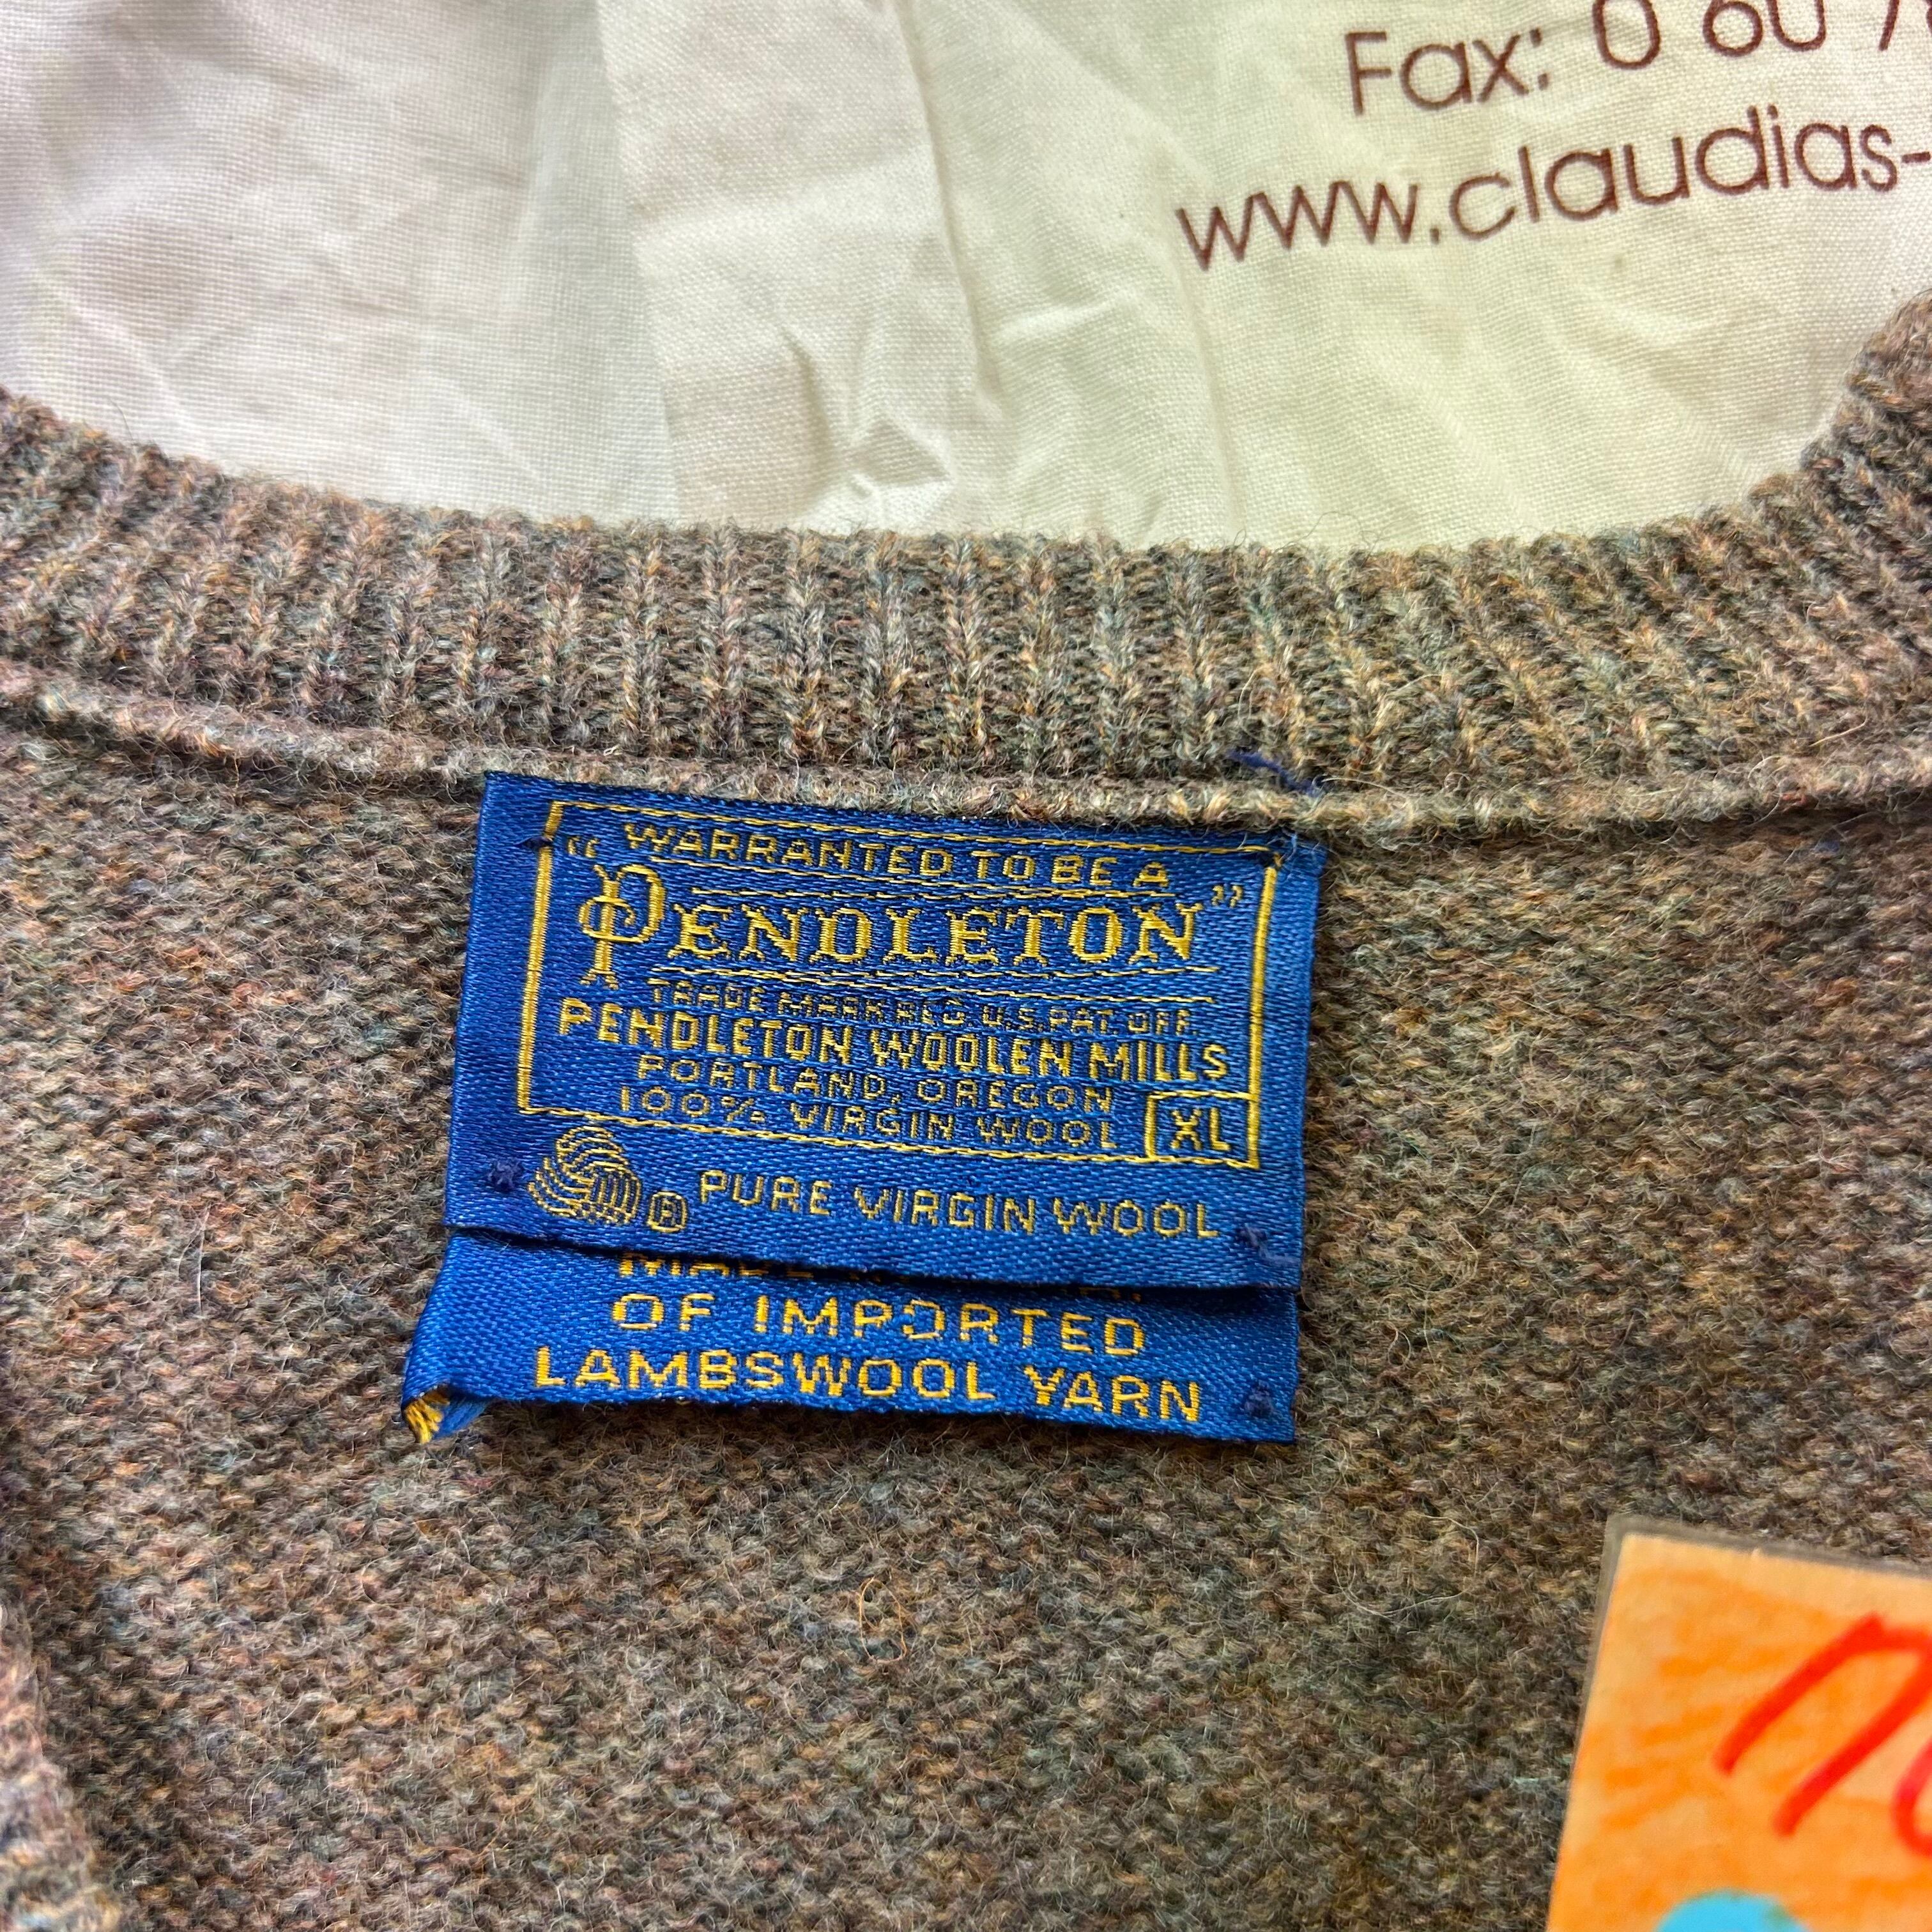 Fax: 0 60
www.claudias-
WARRANTED TO BE A
"PENDLETON"
TRADE MARK REG. U.S. PAT. OFF.
PENDLETON WOOLEN MILLS
PORTLAND, OREGON
100% VIRGIN WOOL XL
® PURE VIRGIN WOOL
MADE
OF IMPORTED
LAMBSWOOL YARN